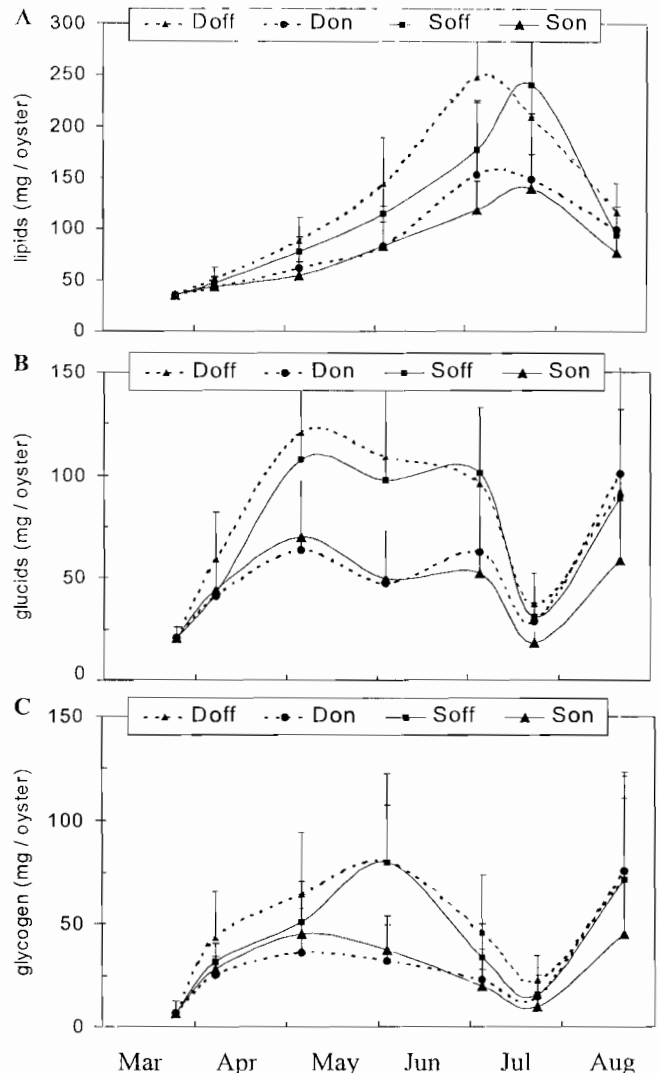 A
Doff Don Soff Son
300
250
200
150
100
50
0
lipids (mg / oyster)
B
Doff Don Soff Son
150
100
50
0
glucids (mg / oyster)
C
Doff Don Soff Son
150
100
50
0
glycogen (mg / oyster)
Mar Apr May Jun Jul Aug